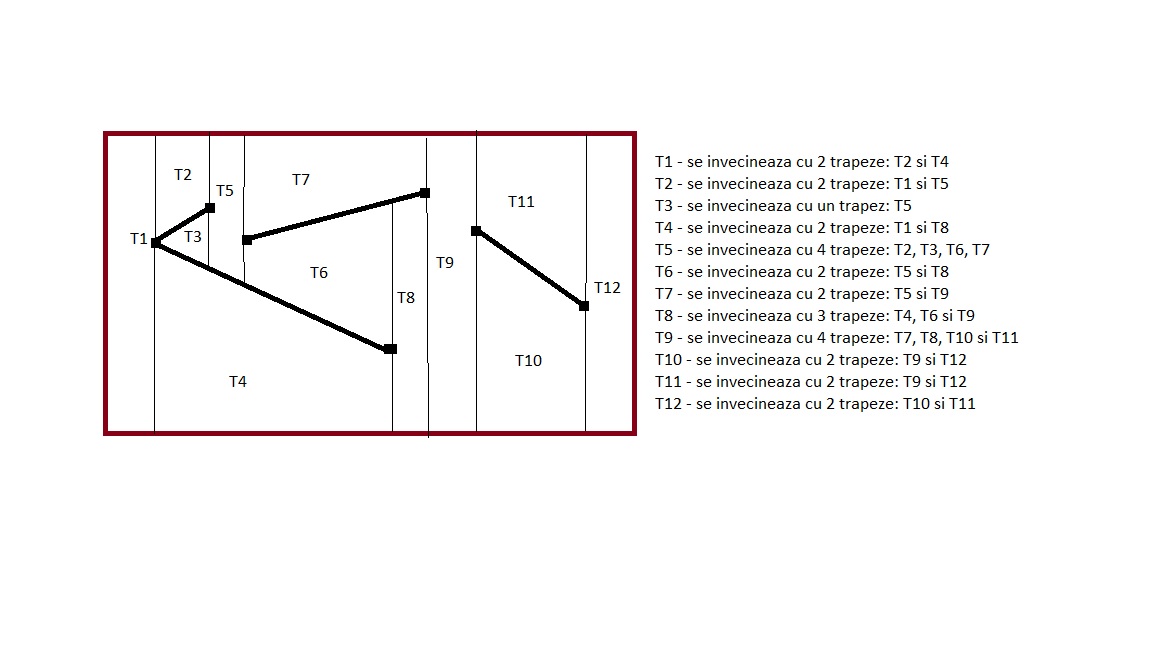 T2
T7
T5
T11
T1
T3
T6
T9
T8
T12
T10
T4
T1 - se invecineaza cu 2 trapeze: T2 si T4
T2 - se invecineaza cu 2 trapeze: T1 si T5
T3 - se invecineaza cu un trapez: T5
T4 - se invecineaza cu 2 trapeze: T1 si T8
T5 - se invecineaza cu 4 trapeze: T2, T3, T6, T7
T6 - se invecineaza cu 2 trapeze: T5 si T8
T7 - se invecineaza cu 2 trapeze: T5 si T9
T8 - se invecineaza cu 3 trapeze: T4, T6 si T9
T9 - se invecineaza cu 4 trapeze: T7, T8, T10 si T11
T10 - se invecineaza cu 2 trapeze: T9 si T12
T11 - se invecineaza cu 2 trapeze: T9 si T12
T12 - se invecineaza cu 2 trapeze: T10 si T11